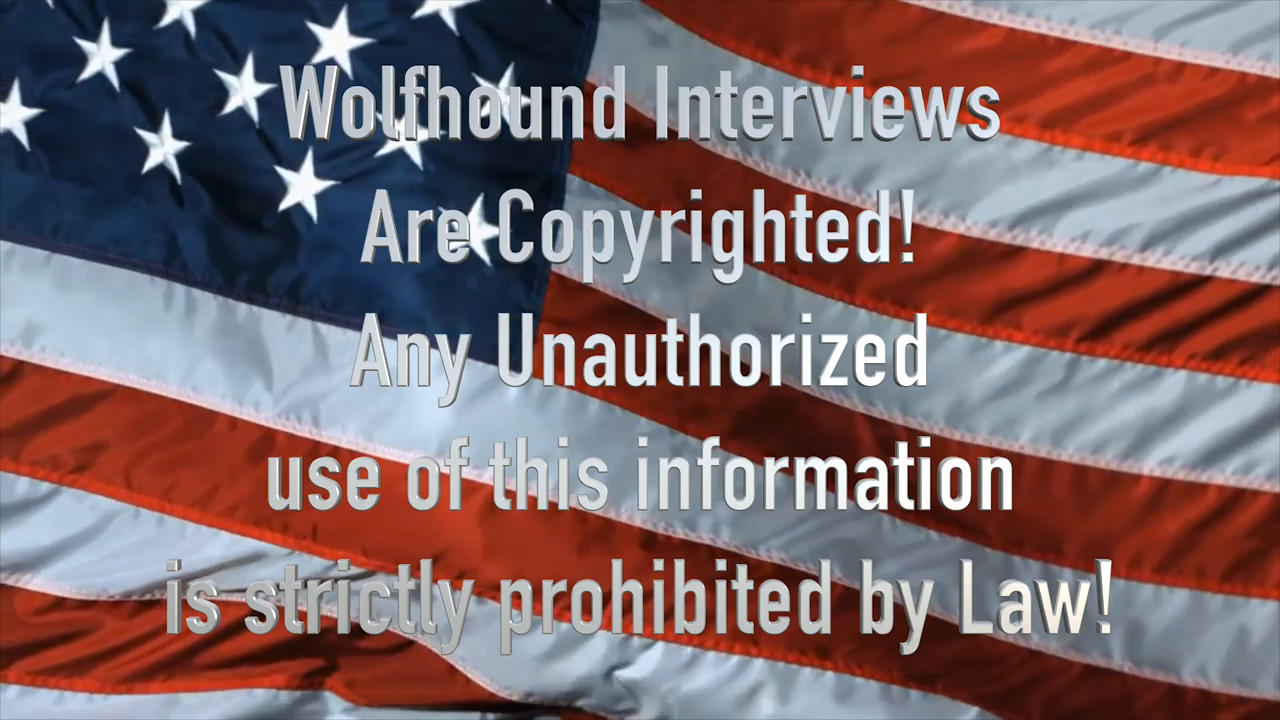 Wolfhound Interviews
Are Copyrighted!
Any Unauthorized
use of this information
is strictly prohibited by Law!